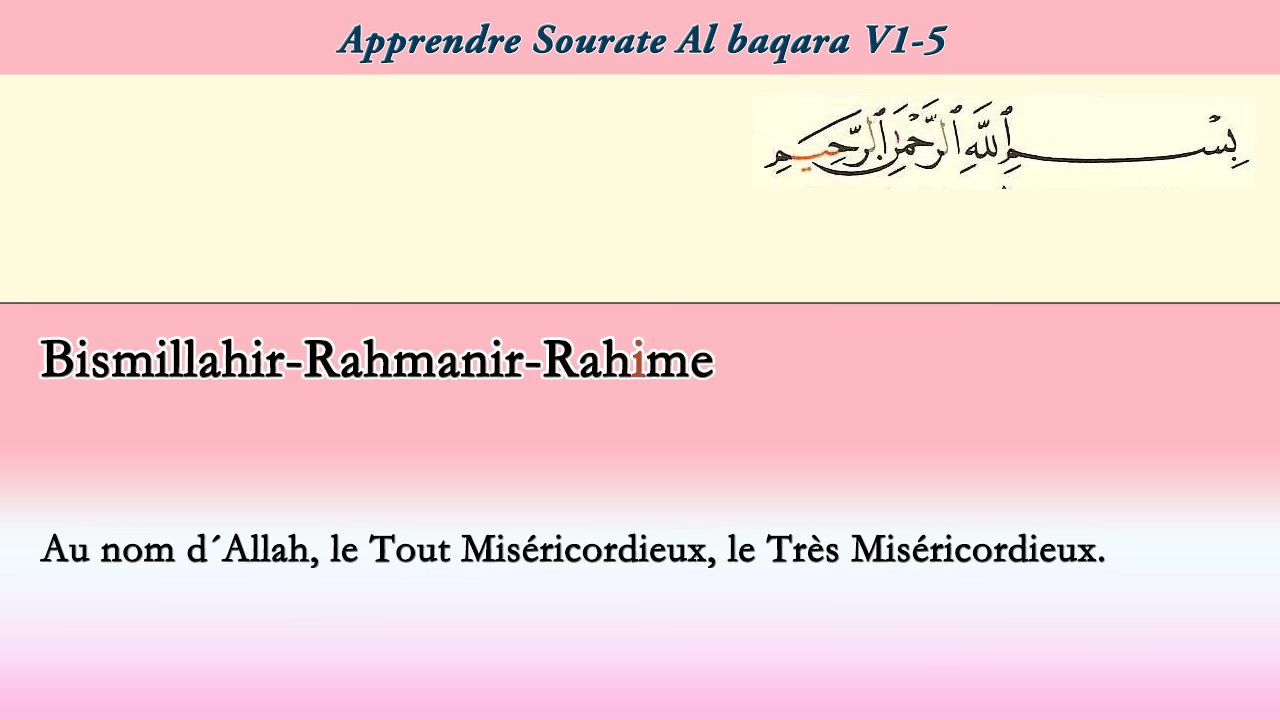 Apprendre Sourate Al baqara V1-5
بِسْمِ ٱللَّهِ ٱلرَّحْمَٰنِ ٱلرَّحِيمِ
Bismillahir-Rahmanir-Rahime
Au nom d´Allah, le Tout Miséricordieux, le Très Miséricordieux.